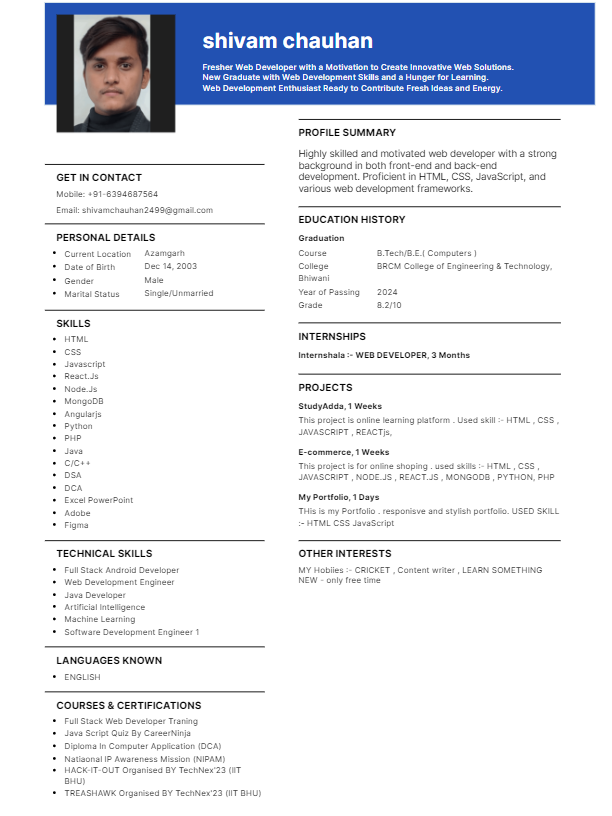 shivam chauhan
Fresher Web Developer with a Motivation to Create Innovative Web Solutions.
New Graduate with Web Development Skills and a Hunger for Learning.
Web Development Enthusiast Ready to Contribute Fresh Ideas and Energy.
GET IN CONTACT
Mobile: +91-6394687564
Email: shivamchauhan2499@gmail.com
PERSONAL DETAILS
• Current Location Azamgarh
• Date of Birth Dec 14, 2003
• Gender Male
• Marital Status Single/Unmarried
SKILLS
• HTML
• CSS
• Javascript
• React.Js
• Node.Js
• MongoDB
• Angularjs
• Python
• PHP
• Java
• C/C++
• DSA
• DCA
• Excel PowerPoint
• Adobe
• Figma
TECHNICAL SKILLS
• Full Stack Android Developer
• Web Development Engineer
• Java Developer
• Artificial Intelligence
• Machine Learning
• Software Development Engineer 1
LANGUAGES KNOWN
• ENGLISH
COURSES & CERTIFICATIONS
• Full Stack Web Developer Traning
• Java Script Quiz By CareerNinja
• Diploma In Computer Application (DCA)
• Natiaonal IP Awareness Mission (NIPAM)
• HACK-IT-OUT Organised BY TechNex'23 (IIT
BHU)
• TREASHAWK Organised BY TechNex'23 (IIT BHU)
PROFILE SUMMARY
Highly skilled and motivated web developer with a strong
background in both front-end and back-end
development. Proficient in HTML, CSS, JavaScript, and
various web development frameworks.
EDUCATION HISTORY
Graduation
Course B.Tech/B.E.( Computers )
College BRCM College of Engineering & Technology,
Bhiwani
Year of Passing 2024
Grade 8.2/10
INTERNSHIPS
Internshala :- WEB DEVELOPER, 3 Months
PROJECTS
StudyAdda, 1 Weeks
This project is online learning platform . Used skill :- HTML , CSS ,
JAVASCRIPT , REACTjs,
E-commerce, 1 Weeks
This project is for online shoping . used skills :- HTML , CSS ,
JAVASCRIPT , NODE.JS , REACT.JS , MONGODB , PYTHON, PHP
My Portfolio, 1 Days
THis is my Portfolio . responisve and stylish portfolio. USED SKILL
:- HTML CSS JavaScript
OTHER INTERESTS
MY Hobiies :- CRICKET , Content writer , LEARN SOMETHING
NEW - only free time